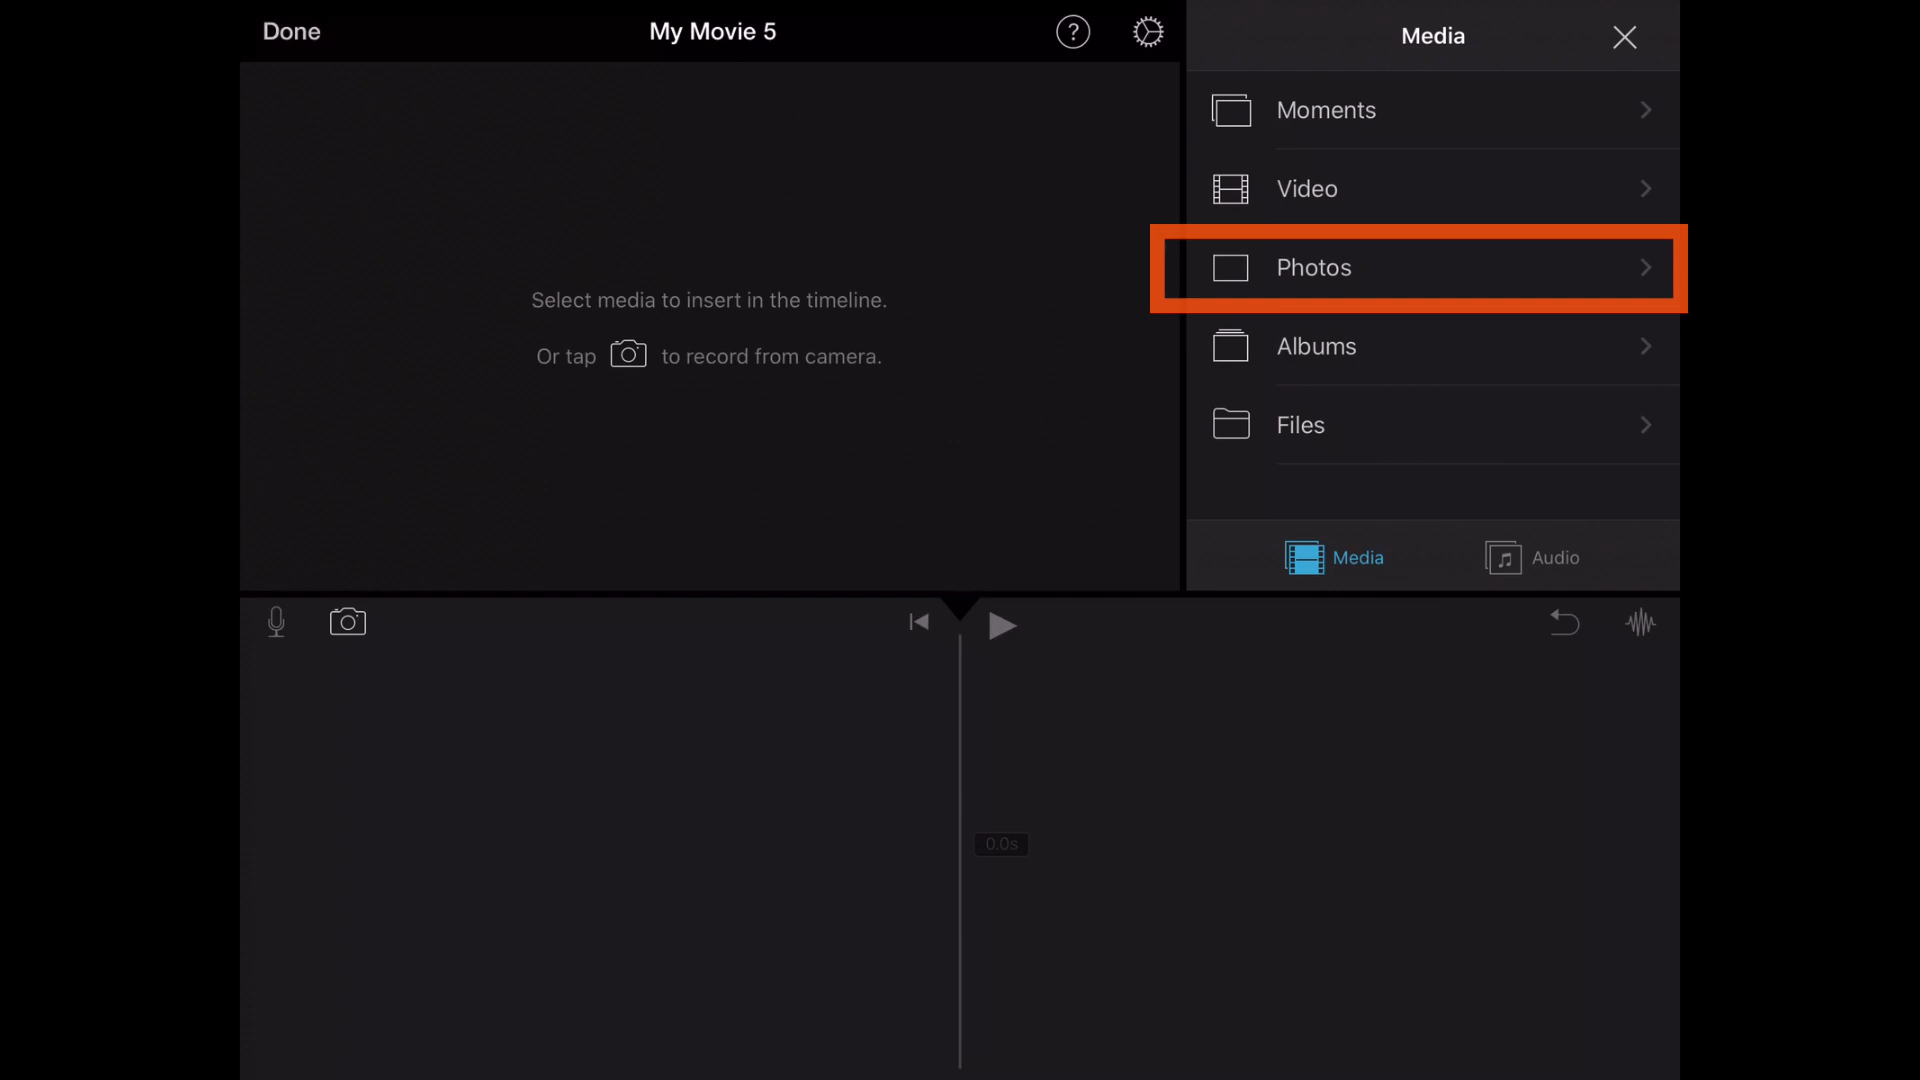 Done
My Movie 5
?
Media
Moments
Video
Photos
Albums
Files
Select media to insert in the timeline.
Or tap to record from camera.
Media
Audio
0.0s